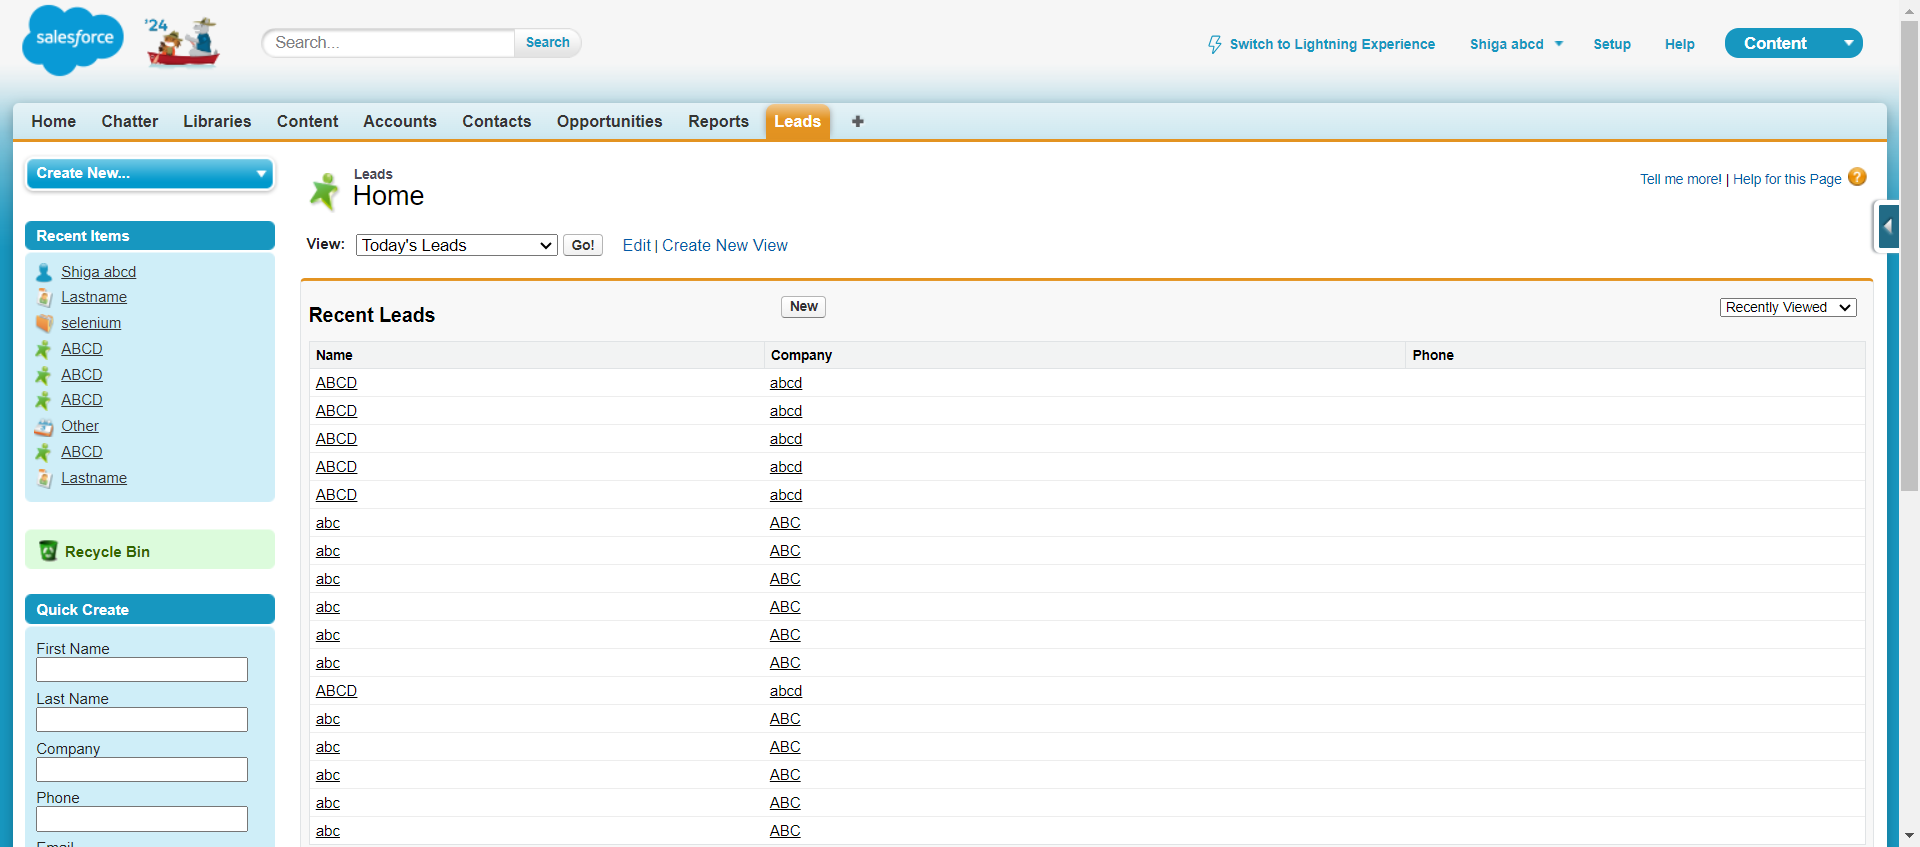 salesforce
'24
Search...
Search
Switch to Lightning Experience
Shiga abcd
Setup
Help
Content
Home
Chatter
Libraries
Content
Accounts
Contacts
Opportunities
Reports
Leads
Create New...
Leads
Home
Tell me more! | Help for this Page
?
View:
Today's Leads
Go!
Edit | Create New View
Recent Items
Shiga abcd
Lastname
selenium
ABCD
ABCD
ABCD
Other
ABCD
Lastname
Recycle Bin
Quick Create
First Name
Last Name
Company
Phone
Email
Recent Leads
New
Recently Viewed
Name Company Phone
ABCD abcd
ABCD abcd
ABCD abcd
ABCD abcd
ABCD abcd
abc ABC
abc ABC
abc ABC
abc ABC
abc ABC
abc ABC
ABCD abcd
abc ABC
abc ABC
abc ABC
abc ABC
abc ABC